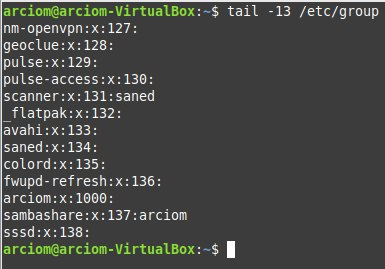 arciom@arciom-VirtualBox:~$ tail -13 /etc/group
nm-openvpn:x:127:
geoclue:x:128:
pulse:x:129:
pulse-access:x:130:
scanner:x:131:saned
_flatpak:x:132:
avahi:x:133:
saned:x:134:
colord:x:135:
fwupd-refresh:x:136:
arciom:x:1000:
sambashare:x:137:arciom
sssd:x:138:
arciom@arciom-VirtualBox:~$